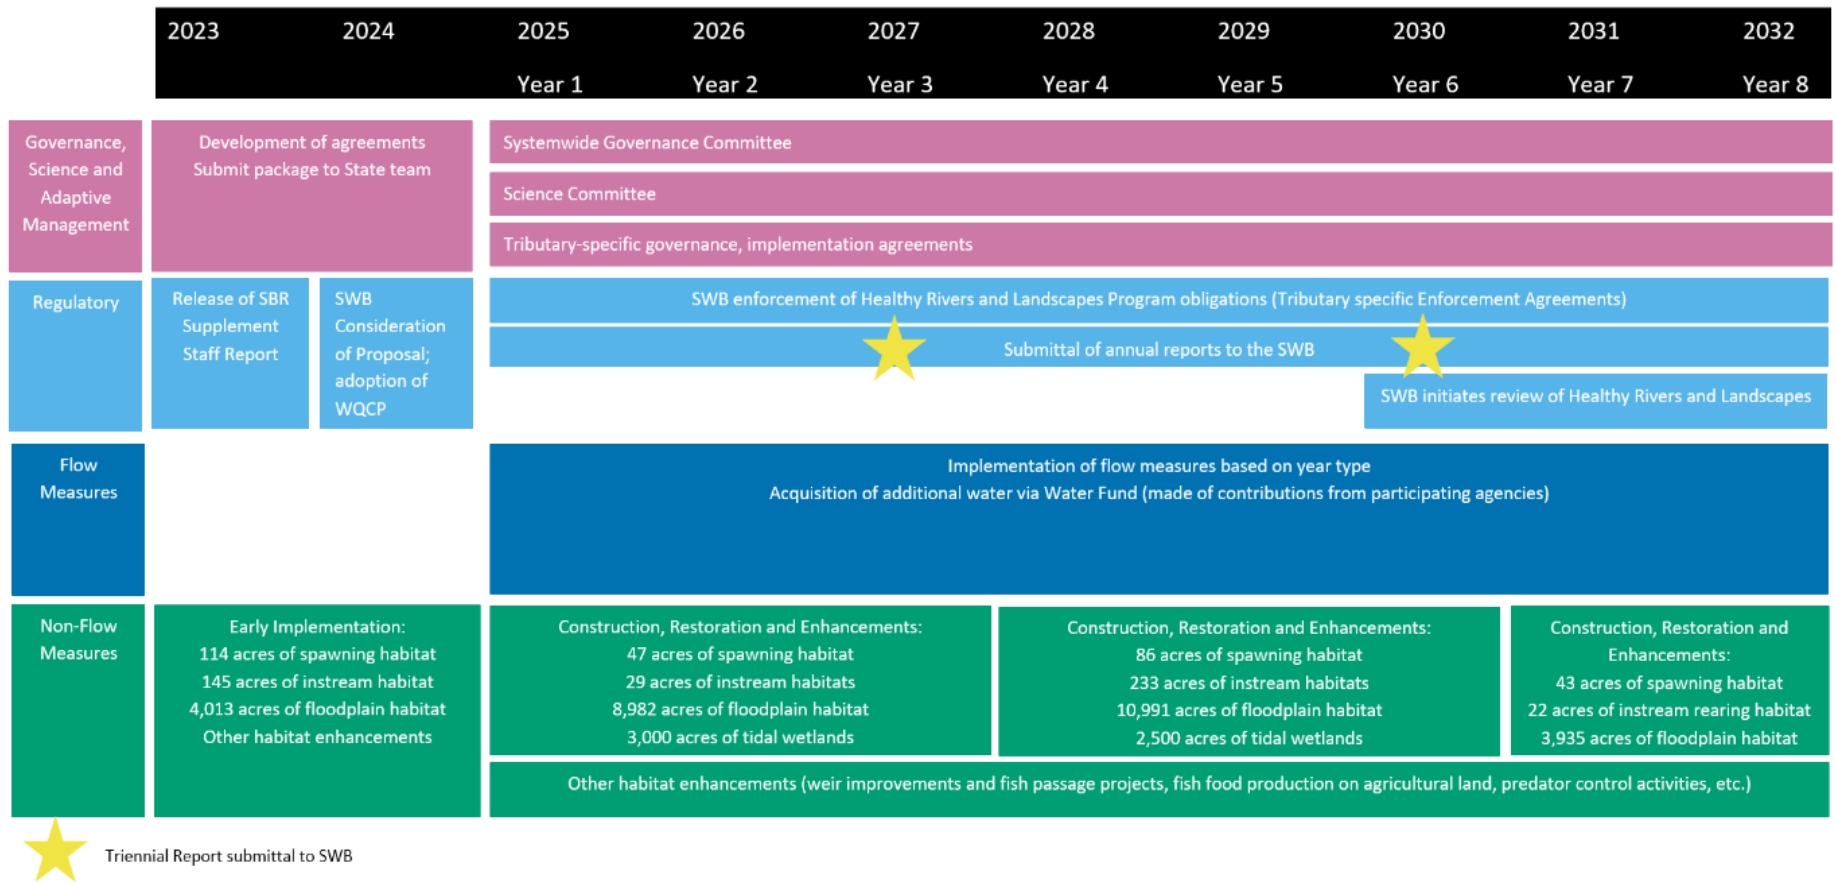 2023 2024 2025 2026 2027 2028 2029 2030 2031 2032
Year 1 Year 2 Year 3 Year 4 Year 5 Year 6 Year 7 Year 8
Governance,
Science and
Adaptive
Management
Development of agreements
Submit package to State team
Systemwide Governance Committee
Science Committee
Tributary-specific governance, implementation agreements
Regulatory
Release of SBR
Supplement
Staff Report
SWB
Consideration
of Proposal;
adoption of
WQCP
SWB enforcement of Healthy Rivers and Landscapes Program obligations (Tributary specific Enforcement Agreements)
Submittal of annual reports to the SWB
SWB initiates review of Healthy Rivers and Landscapes
Flow
Measures
Implementation of flow measures based on year type
Acquisition of additional water via Water Fund (made of contributions from participating agencies)
Non-Flow
Measures
Early Implementation:
114 acres of spawning habitat
145 acres of instream habitat
4,013 acres of floodplain habitat
Other habitat enhancements
Construction, Restoration and Enhancements:
47 acres of spawning habitat
29 acres of instream habitats
8,982 acres of floodplain habitat
3,000 acres of tidal wetlands
Construction, Restoration and Enhancements:
86 acres of spawning habitat
233 acres of instream habitats
10,991 acres of floodplain habitat
2,500 acres of tidal wetlands
Construction, Restoration and
Enhancements:
43 acres of spawning habitat
22 acres of instream rearing habitat
3,935 acres of floodplain habitat
Other habitat enhancements (weir improvements and fish passage projects, fish food production on agricultural land, predator control activities, etc.)
Triennial Report submittal to SWB